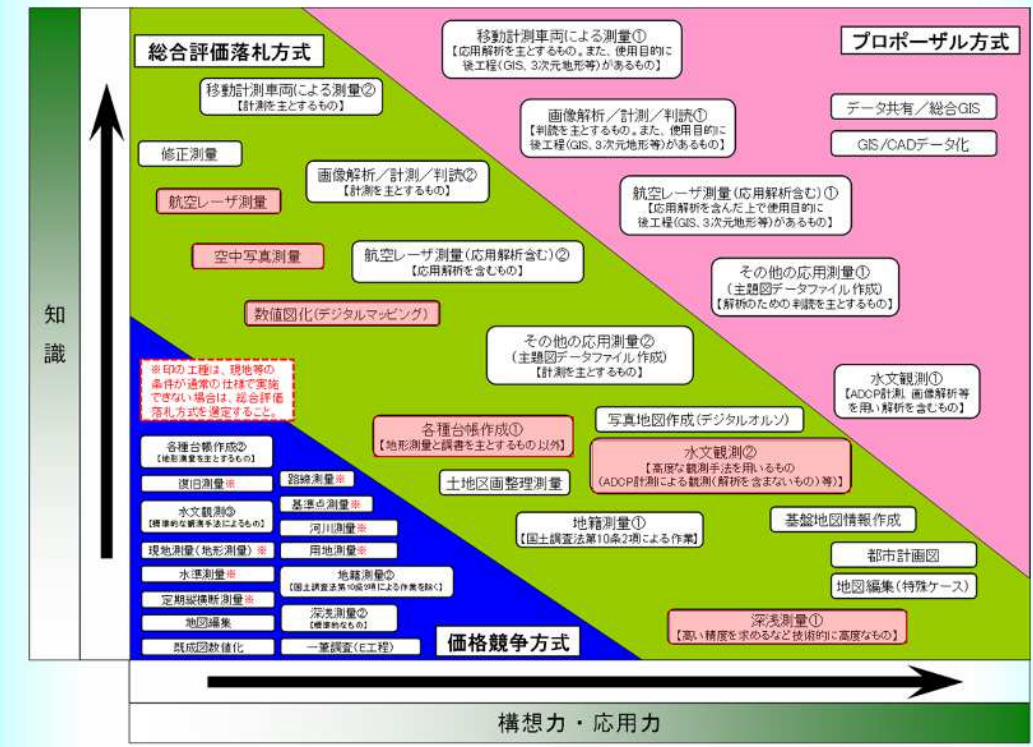 総合評価落札方式
プロポーザル方式
移動計測車両による測量①
【応用解析を主とするもの。また、使用目的に
後工程(GIS、3次元地形等)があるもの】
移動計測車両による測量②
【計測を主とするもの】
画像解析／計測／判読①
【判読を主とするもの。また、使用目的に
後工程(GIS、3次元地形等)があるもの】
データ共有／総合GIS
GIS/CADデータ化
修正測量
画像解析／計測／判読②
【計測を主とするもの】
航空レーザ測量
航空レーザ測量(応用解析含む)①
【応用解析を含んだ上で使用目的に
後工程(GIS、3次元地形等)があるもの】
空中写真測量
航空レーザ測量(応用解析含む)②
【応用解析を含むもの】
その他の応用測量①
(主題図データファイル作成)
【解析のための判読を主とするもの】
数値図化(デジタルマッピング)
その他の応用測量②
(主題図データファイル作成)
【計測を主とするもの】
知
識
※印の工種は、現地等の
条件が通常の仕様で実施
できない場合は、総合評価
落札方式を選定すること。
水文観測①
【ADCP計測、画像解析等
を用い解析を含むもの】
各種台帳作成①
【地形測量と調書を主とするもの以外】
写真地図作成(デジタルオルソ)
水文観測②
【高度な観測手法を用いるもの
(ADCP計測による観測(解析を含まないもの)等)】
土地区画整理測量
地籍測量①
【国土調査法第10条2項による作業】
基盤地図情報作成
都市計画図
地図編集(特殊ケース)
深浅測量①
【高い精度を求めるなど技術的に高度なもの】
各種台帳作成②
【地形測量を主とするもの】
復旧測量※
路線測量※
水文観測③
【標準的な観測手法によるもの】
基準点測量※
河川測量※
現地測量(地形測量)※
用地測量※
水準測量※
地籍測量②
【国土調査法第10条2項による作業を除く】
定期縦横断測量※
地図編集
深浅測量②
【標準的なもの】
既成図数値化
一筆調査(E工程)
価格競争方式
構想力・応用力